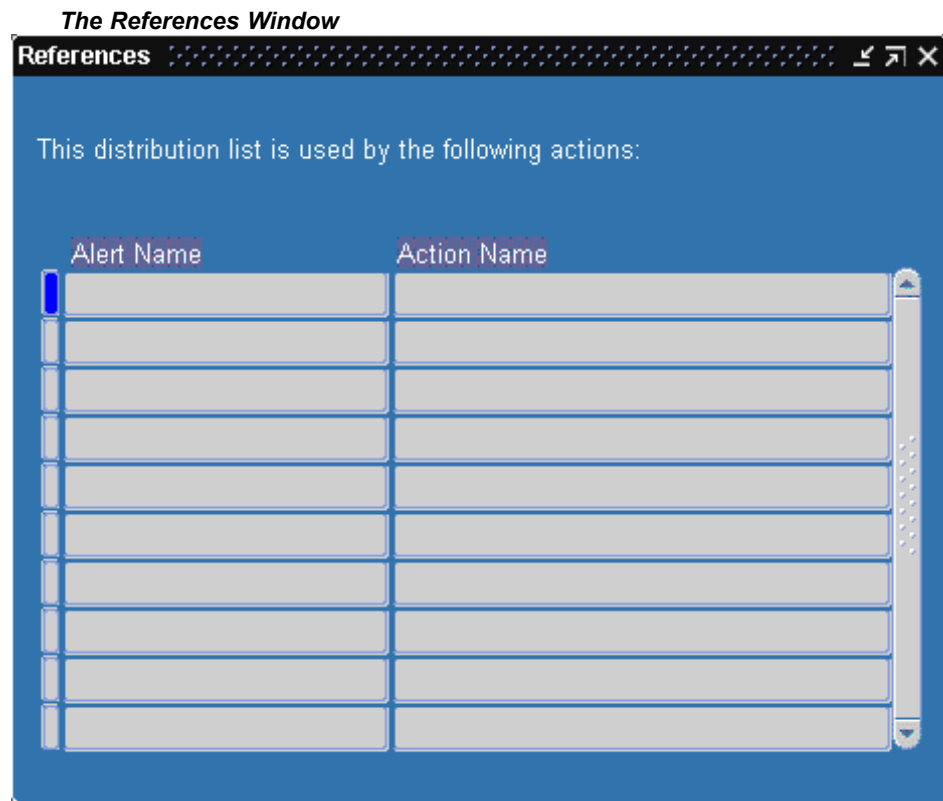 The References Window
References
This distribution list is used by the following actions:
Alert Name Action Name